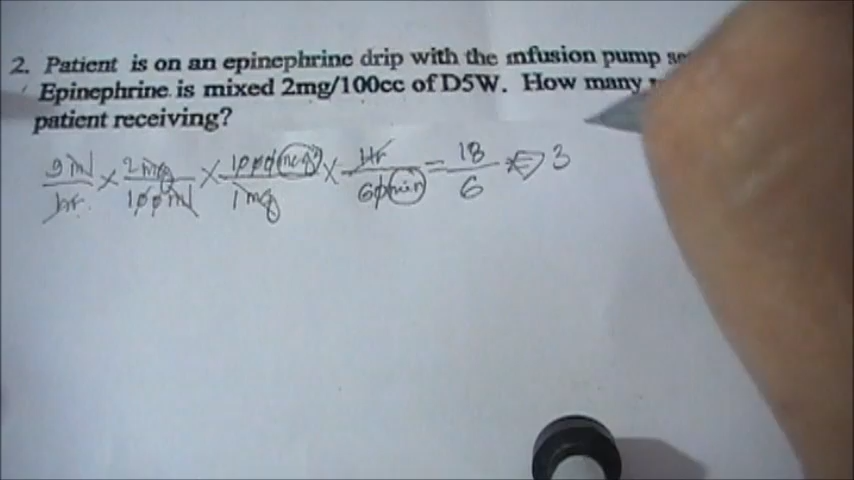 2. Patient is on an epinephrine drip with the infusion pump
Epinephrine is mixed 2mg/100cc of D5W. How many
patient receiving?
9 ml/hr. × 2 mg/100 ml × 1000 mcg/1 mg × Hr/60 min = 18/6 => 3